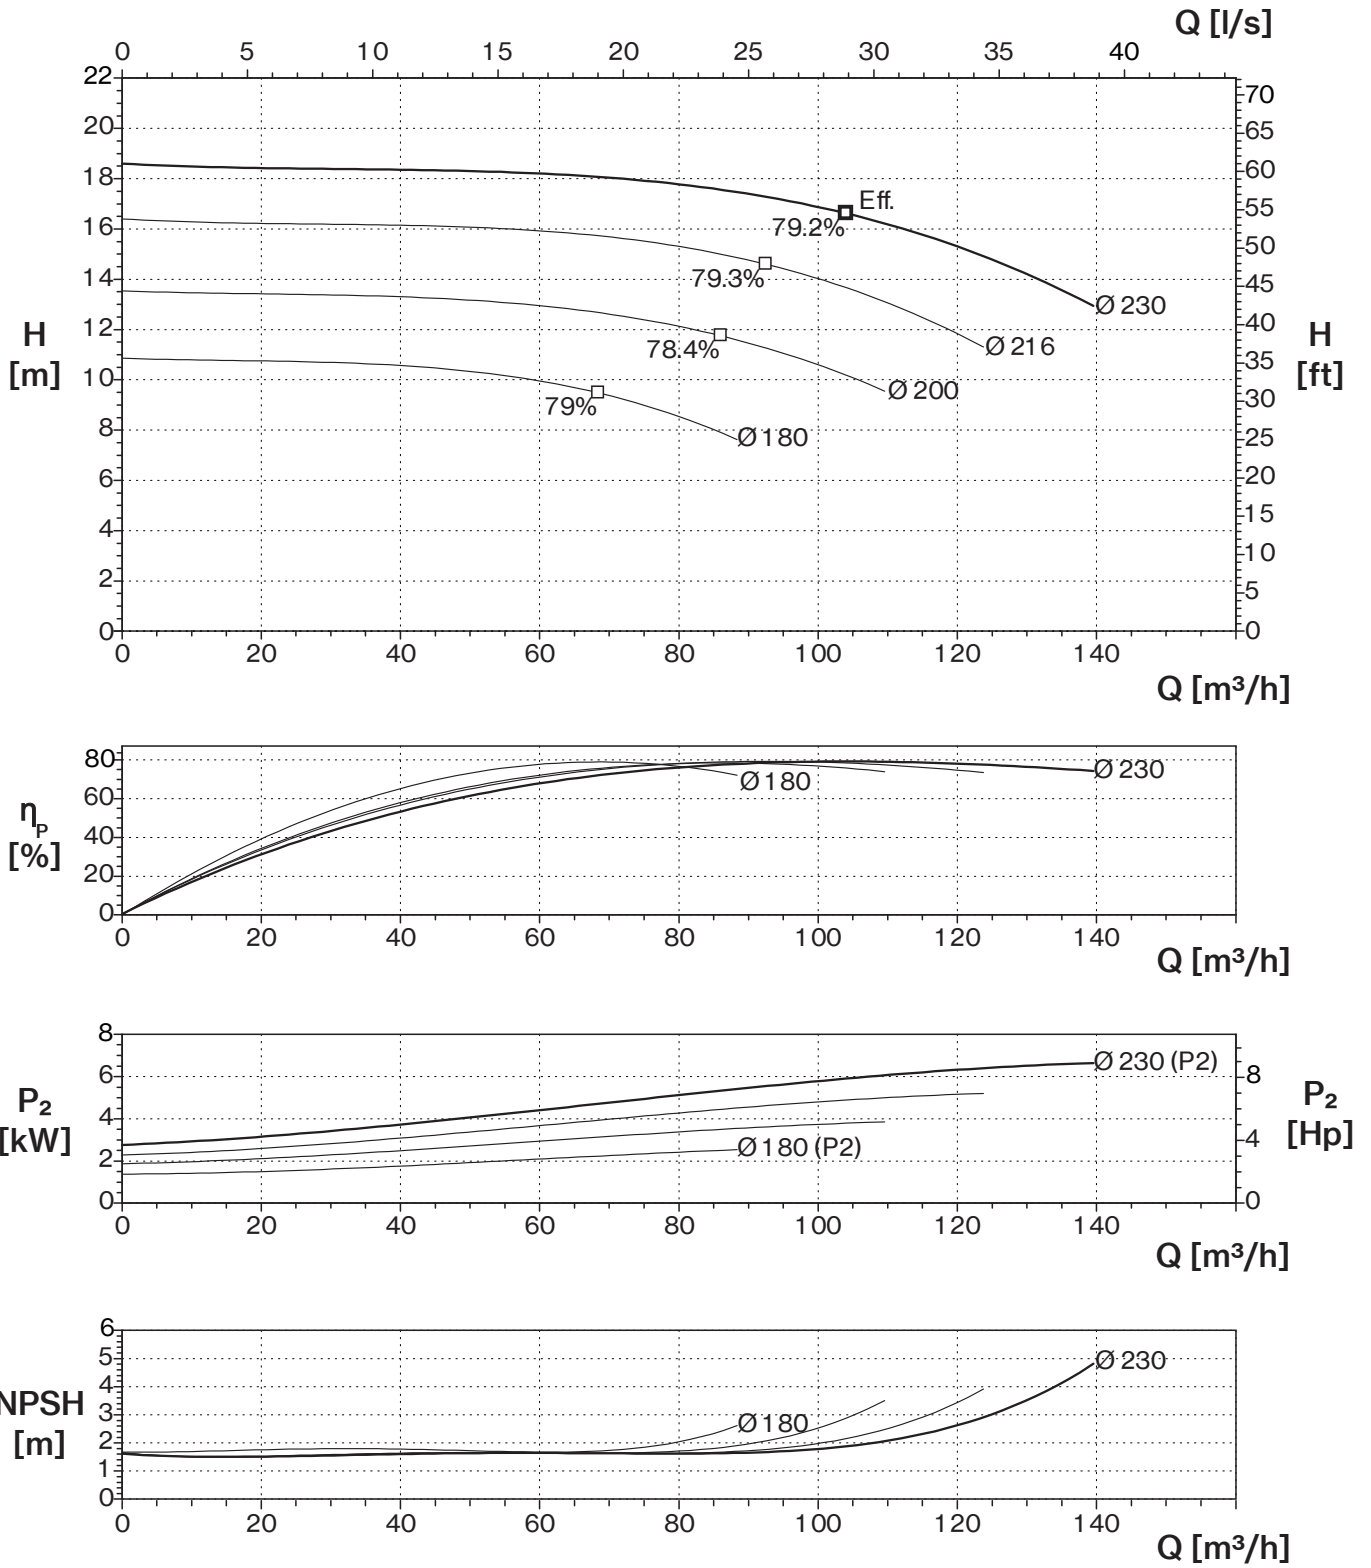 Q [l/s]
0 5 10 15 20 25 30 35 40
22
20
18
16
14
12
10
8
6
4
2
0
H
[m]
70
65
60
55
50
45
40
35
30
25
20
15
10
5
0
H
[ft]
Eff.
79.2%
79.3%
78.4%
79%
Ø 230
Ø 216
Ø 200
Ø 180
0 20 40 60 80 100 120 140
Q [m³/h]
80
60
40
20
0
ηP
[%]
Ø 180
Ø 230
0 20 40 60 80 100 120 140
Q [m³/h]
8
6
4
2
0
P₂
[kW]
Ø 230 (P2)
Ø 180 (P2)
8
4
0
P₂
[Hp]
0 20 40 60 80 100 120 140
Q [m³/h]
6
5
4
3
2
1
0
NPSH
[m]
Ø 180
Ø 230
0 20 40 60 80 100 120 140
Q [m³/h]